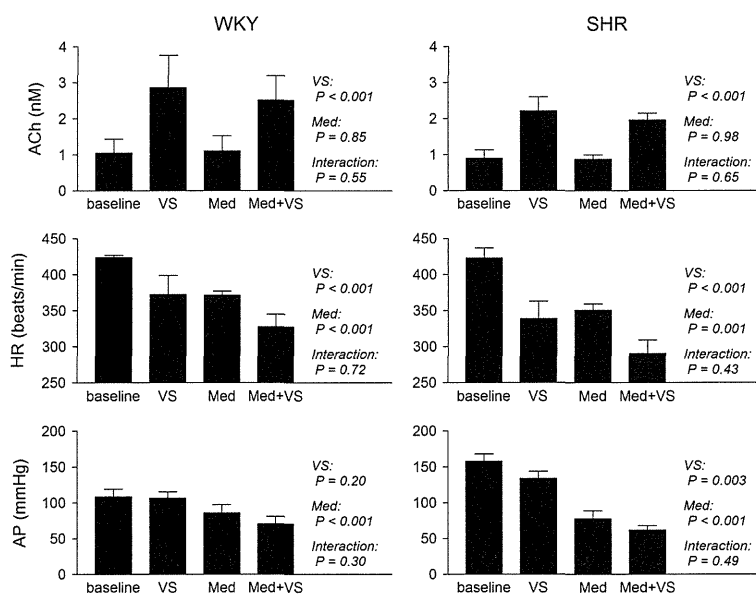 WKY
SHR
ACh (nM)
4
3
2
1
0
baseline VS Med Med+VS
VS:
P < 0.001
Med:
P = 0.85
Interaction:
P = 0.55
4
3
2
1
0
baseline VS Med Med+VS
VS:
P < 0.001
Med:
P = 0.98
Interaction:
P = 0.65
HR (beats/min)
450
400
350
300
250
baseline VS Med Med+VS
VS:
P < 0.001
Med:
P < 0.001
Interaction:
P = 0.72
450
400
350
300
250
baseline VS Med Med+VS
VS:
P < 0.001
Med:
P = 0.001
Interaction:
P = 0.43
AP (mmHg)
200
150
100
50
0
baseline VS Med Med+VS
VS:
P = 0.20
Med:
P < 0.001
Interaction:
P = 0.30
200
150
100
50
0
baseline VS Med Med+VS
VS:
P = 0.003
Med:
P < 0.001
Interaction:
P = 0.49